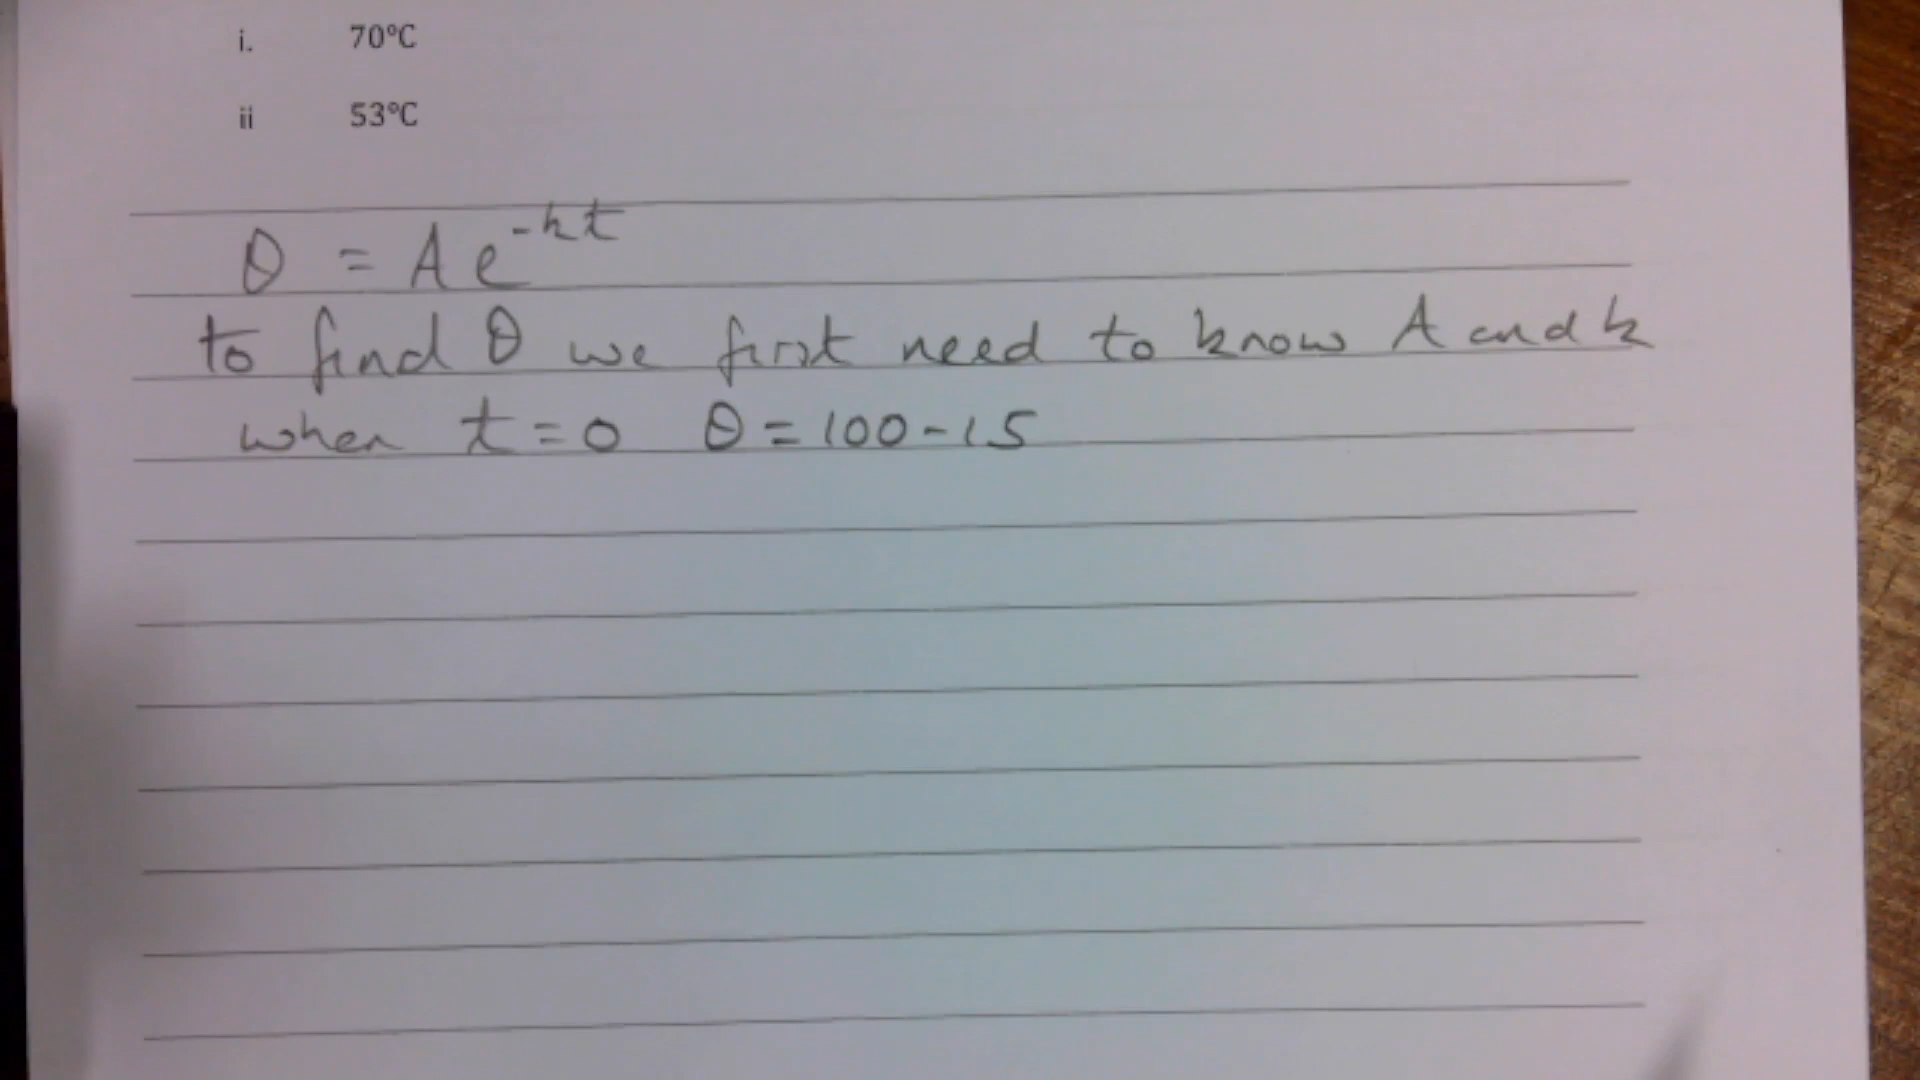 i. 70°C
ii 53°C
θ = Ae^-kt
to find θ we first need to know A and k
when t = 0 θ = 100 - 15